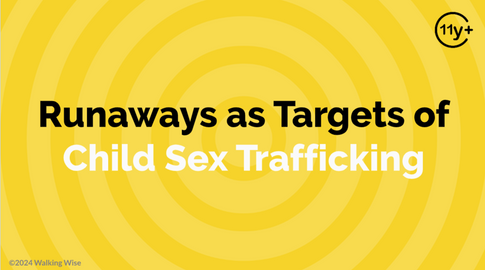 11y+
Runaways as Targets of
Child Sex Trafficking
©2024 Walking Wise